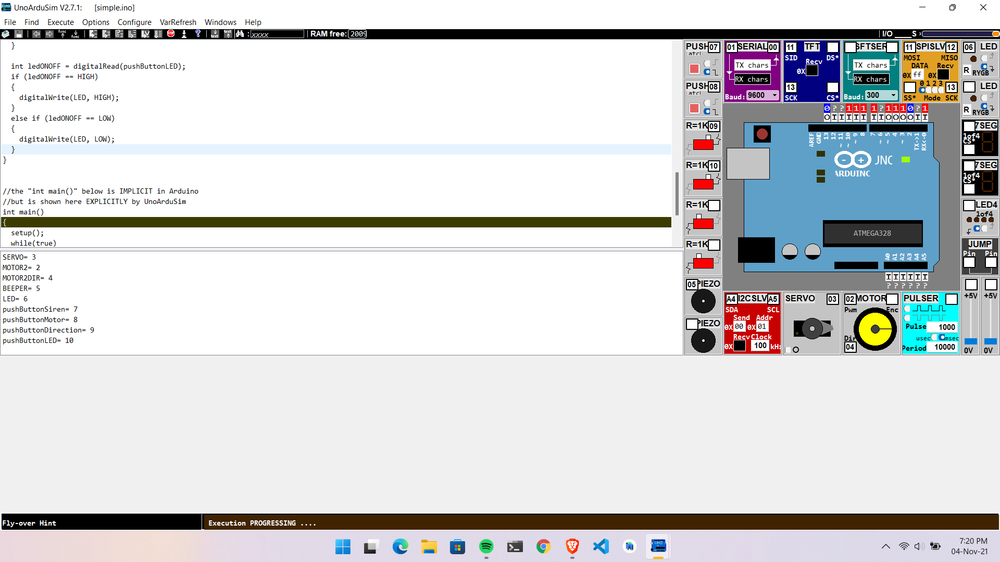 UnoArduSim V2.7.1: [simple.ino]
File Find Execute Options Configure VarRefresh Windows Help
func func STOP ? text text : xxxx RAM free: 2009 I/O ____S
}
int ledONOFF = digitalRead(pushButtonLED);
if (ledONOFF == HIGH)
{
digitalWrite(LED, HIGH);
}
else if (ledONOFF == LOW)
{
digitalWrite(LED, LOW);
}
}
//the "int main()" below is IMPLICIT in Arduino
//but is shown here EXPLICITLY by UnoArduSim
int main()
{
setup();
while(true)
SERVO= 3
MOTOR2= 2
MOTOR2DIR= 4
BEEPER= 5
LED= 6
pushButtonSiren= 7
pushButtonMotor= 8
pushButtonDirection= 9
pushButtonLED= 10
PUSH 07
PUSH 08
R=1K 09
R=1K 10
R=1K
R=1K
05 PIEZO
PIEZO
01 SERIAL 00
TX chars
RX chars
Baud: 9600
11 TFT
SID DS*
Recv
0X
13
SCK CS*
SFTSER
TX chars
RX chars
Baud: 300
11 SPISLV 12
MOSI MISO
DATA Recv
0X ff 0X
0 1 2 3 13
SS* Mode SCK
06 LED
R RYGB
LED
R RYGB
7SEG
1of4
CS*
7SEG
1of4
CS*
LED4
1of4
JUMP
Pin Pin
+5V +5V
0V 0V
0 ? ? 1 1 1 1 ? 1 1 1 0 ? 1
O I I I I I I I O O O O I I
AREF GND 13 12 ~11 ~10 ~9 8 7 ~6 ~5 4 ~3 2 TX->1 RX<-0
UNO
ARDUINO
ATMEGA328
A0 A1 A2 A3 A4 A5
I I I I I I
? ? ? ? ? ?
A4 I2CSLV A5
SDA SCL
Send Addr
0X 00 0X 01
Recv Clock
0X 100 kHz
SERVO 03
02 MOTOR
Pwm Enc
Dir
04
PULSER
Pulse 1000
usec msec
Period 10000
Fly-over Hint
Execution PROGRESSING ....
7:20 PM
04-Nov-21